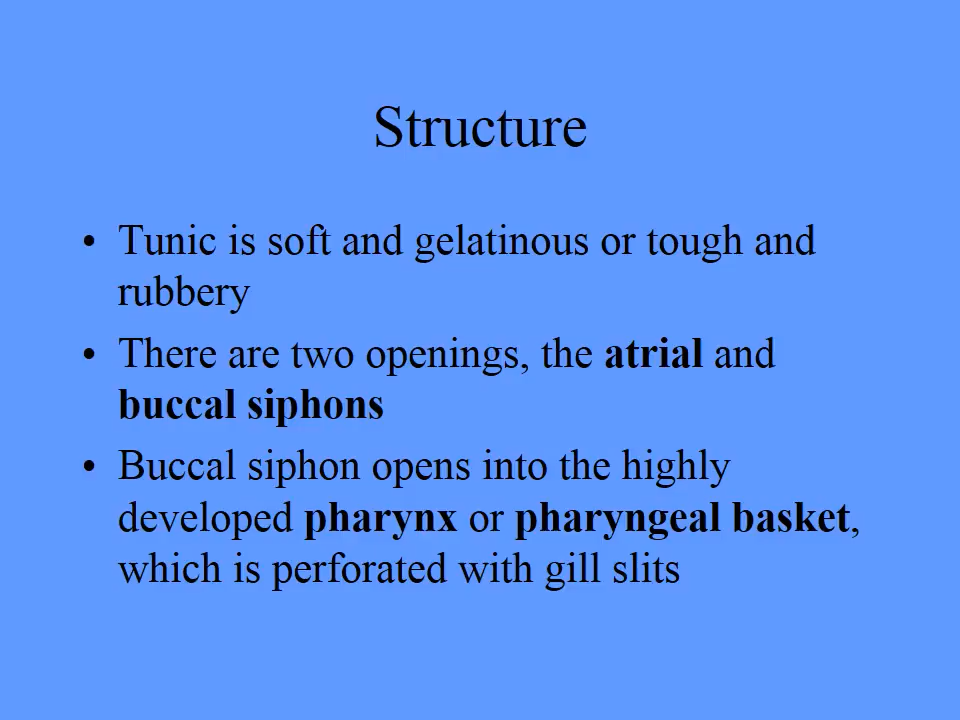 Structure
• Tunic is soft and gelatinous or tough and
rubbery
• There are two openings, the atrial and
buccal siphons
• Buccal siphon opens into the highly
developed pharynx or pharyngeal basket,
which is perforated with gill slits